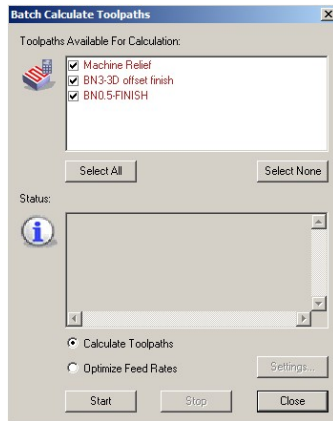 Batch Calculate Toolpaths
Toolpaths Available For Calculation:
Machine Relief
BN3-3D offset finish
BN0.5-FINISH
Select All Select None
Status:
Calculate Toolpaths
Optimize Feed Rates Settings...
Start Stop Close